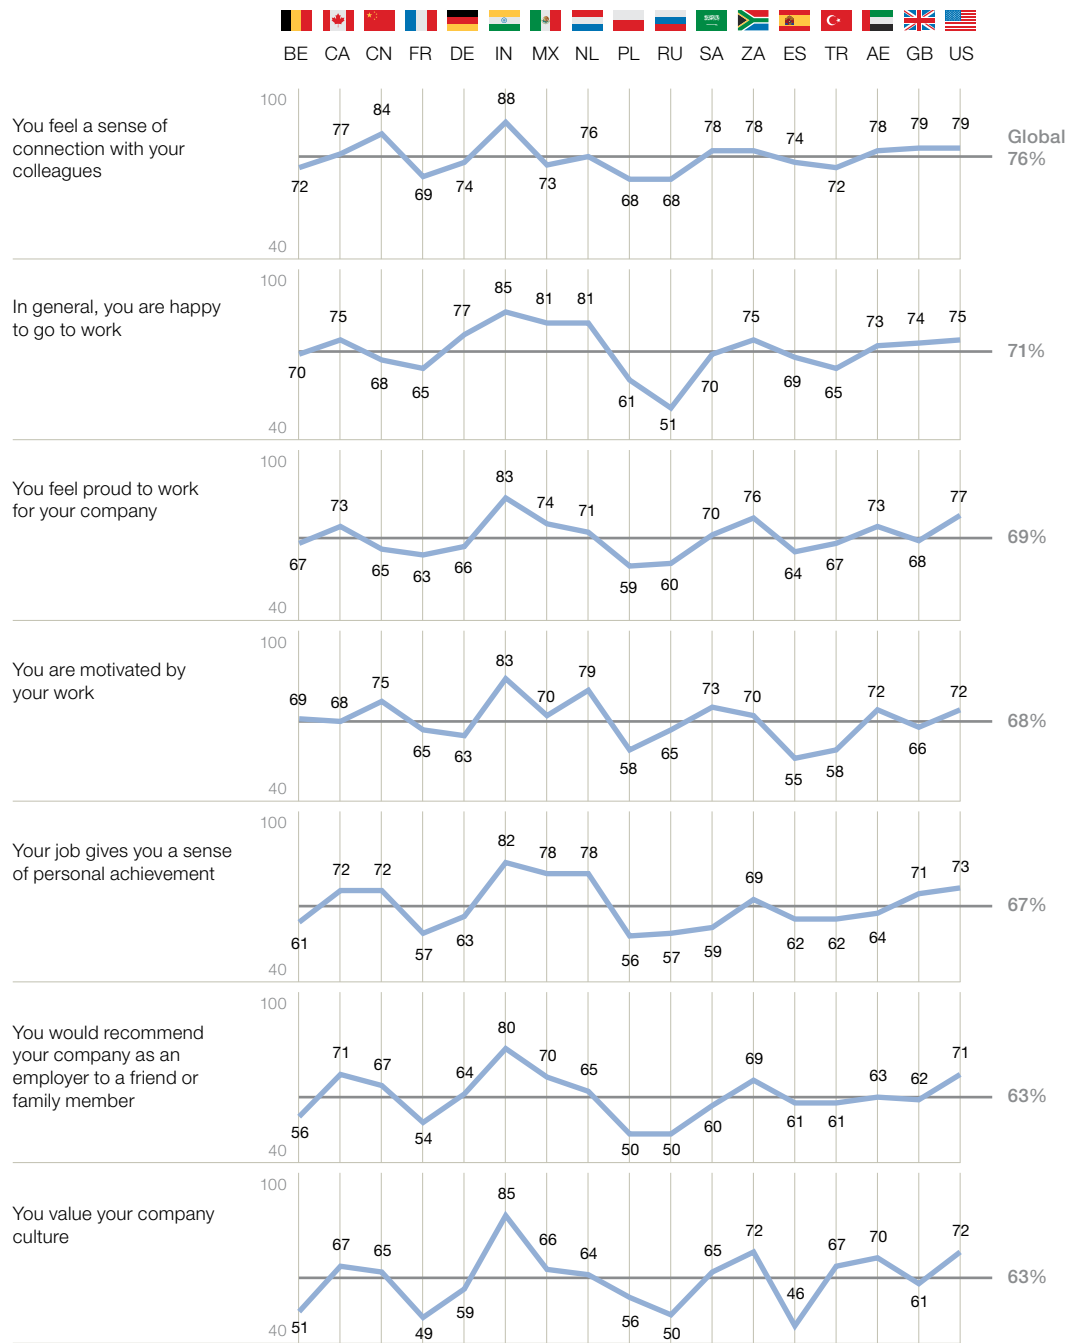 BE CA CN FR DE IN MX NL PL RU SA ZA ES TR AE GB US
100
You feel a sense of
connection with your
colleagues
72 77 84 69 74 88 73 76 68 68 78 78 74 72 78 79 79
Global
76%
40
100
In general, you are happy
to go to work
70 75 68 65 77 85 81 81 61 51 70 75 69 65 73 74 75
71%
40
100
You feel proud to work
for your company
67 73 65 63 66 83 74 71 59 60 70 76 64 67 73 68 77
69%
40
100
You are motivated by
your work
69 68 75 65 63 83 70 79 58 65 73 70 55 58 72 66 72
68%
40
100
Your job gives you a sense
of personal achievement
61 72 72 57 63 82 78 78 56 57 59 69 62 62 64 71 73
67%
40
100
You would recommend
your company as an
employer to a friend or
family member
56 71 67 54 64 80 70 65 50 50 60 69 61 61 63 62 71
63%
40
100
You value your company
culture
51 67 65 49 59 85 66 64 56 50 65 72 46 67 70 61 72
63%
40